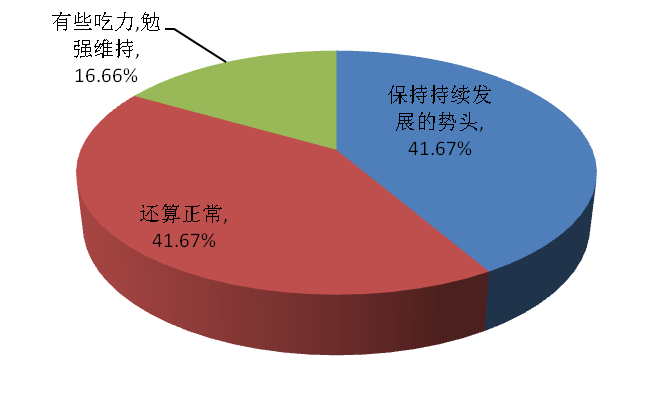 有些吃力,勉
强维持,
16.66%
保持持续发
展的势头,
41.67%
还算正常,
41.67%